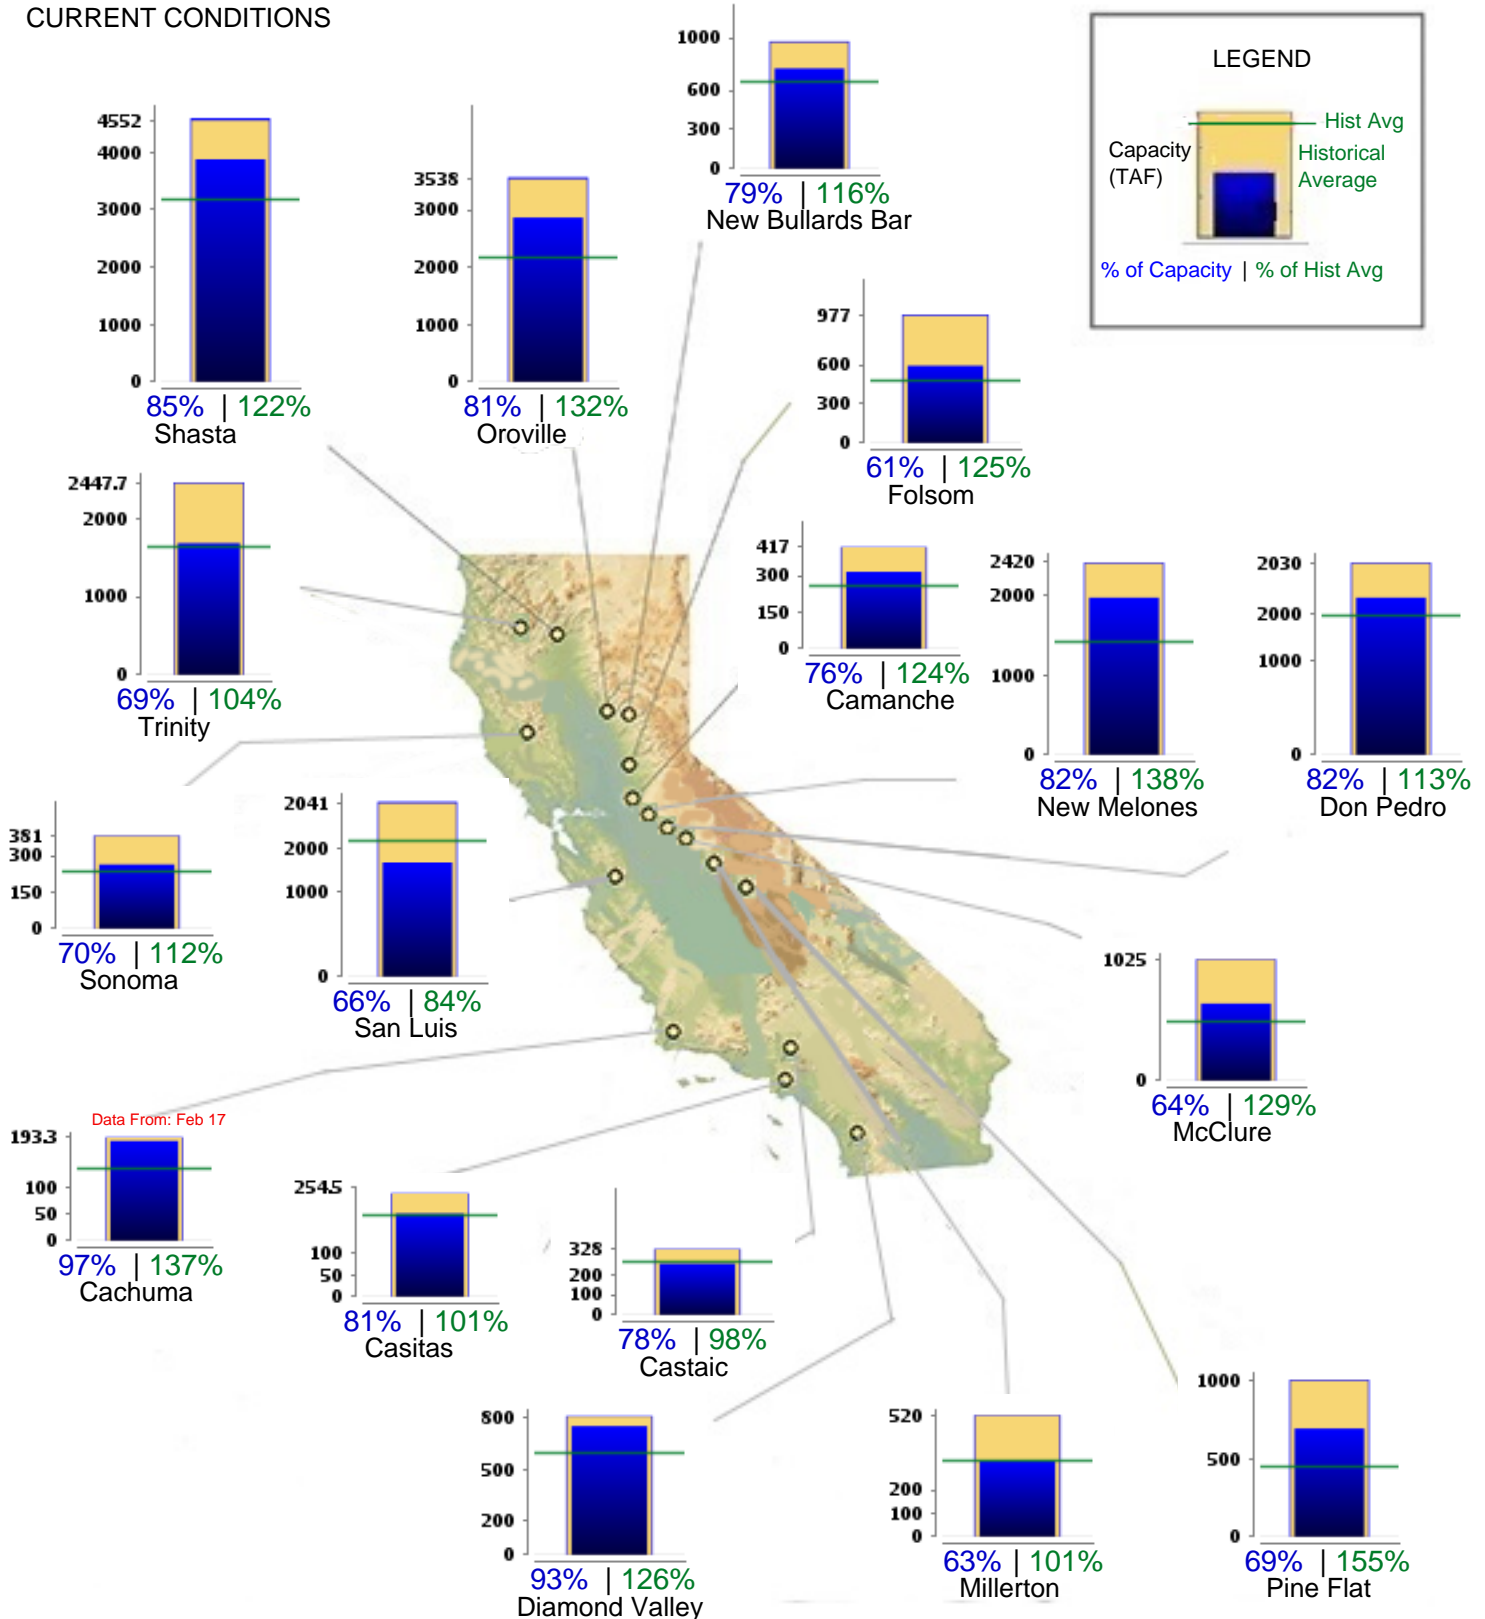 CURRENT CONDITIONS
1000
600
300
0
79% | 116%
New Bullards Bar
LEGEND
Hist Avg
Capacity
(TAF)
Historical
Average
% of Capacity | % of Hist Avg
4552
4000
3000
2000
1000
0
85% | 122%
Shasta
3538
3000
2000
1000
0
81% | 132%
Oroville
977
600
300
0
61% | 125%
Folsom
2447.7
2000
1000
0
69% | 104%
Trinity
417
300
150
0
76% | 124%
Camanche
2420
2000
1000
0
82% | 138%
New Melones
2030
2000
1000
0
82% | 113%
Don Pedro
381
300
150
0
70% | 112%
Sonoma
2041
2000
1000
0
66% | 84%
San Luis
1025
0
64% | 129%
McClure
Data From: Feb 17
193.3
100
50
0
97% | 137%
Cachuma
254.5
100
50
0
81% | 101%
Casitas
328
200
100
0
78% | 98%
Castaic
800
500
200
0
93% | 126%
Diamond Valley
520
200
100
0
63% | 101%
Millerton
1000
500
0
69% | 155%
Pine Flat